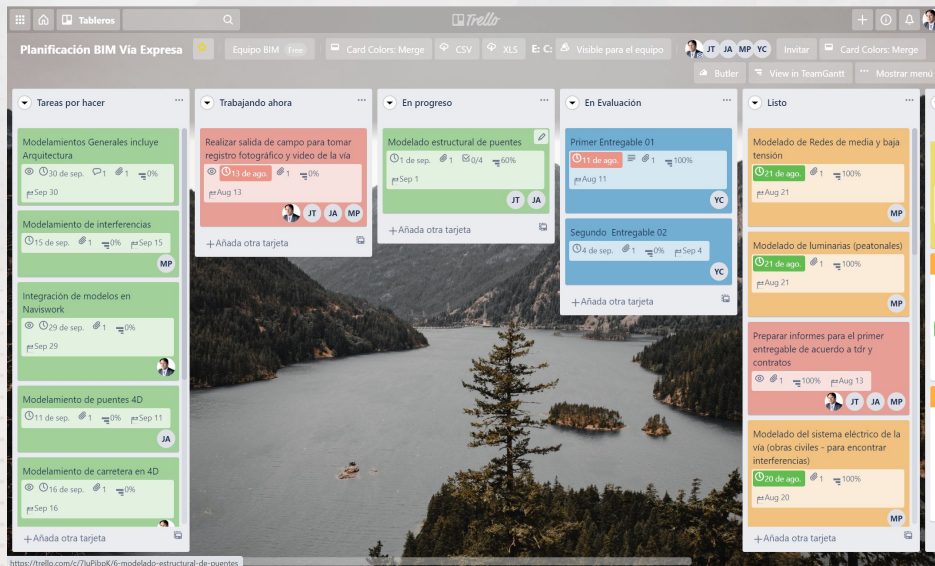 Tableros
Trello
Planificación BIM Vía Expresa
Equipo BIM Free
Card Colors: Merge
CSV
XLS
E: C:
Visible para el equipo
JT JA MP YC
Invitar
Card Colors: Merge
Butler
View in TeamGantt
Mostrar menú
Tareas por hacer
Modelamientos Generales incluye
Arquitectura
30 de sep. 1 1 0%
Sep 30
Modelamiento de interferencias
15 de sep. 1 0% Sep 15
MP
Integración de modelos en
Naviswork
29 de sep. 1 0%
Sep 29
Modelamiento de puentes 4D
11 de sep. 1 0% Sep 11
JA
Modelamiento de carretera en 4D
16 de sep. 1 0%
Sep 16
+ Añada otra tarjeta
Trabajando ahora
Realizar salida de campo para tomar
registro fotográfico y video de la vía
13 de ago. 1 0%
Aug 13
JT JA MP
+ Añada otra tarjeta
En progreso
Modelado estructural de puentes
1 de sep. 1 0/4 60%
Sep 1
JT JA
+ Añada otra tarjeta
En Evaluación
Primer Entregable 01
11 de ago. 1 100%
Aug 11
YC
Segundo Entregable 02
4 de sep. 1 0% Sep 4
YC
+ Añada otra tarjeta
Listo
Modelado de Redes de media y baja
tensión
21 de ago. 1 100%
Aug 21
MP
Modelado de luminarias (peatonales)
21 de ago. 1 100%
Aug 21
MP
Preparar informes para el primer
entregable de acuerdo a tdr y
contratos
1 100% Aug 13
JT JA MP
Modelado del sistema eléctrico de la
vía (obras civiles - para encontrar
interferencias)
20 de ago. 1 100%
Aug 20
MP
+ Añada otra tarjeta
https://trello.com/c/7JuPibpK/6-modelado-estructural-de-puentes